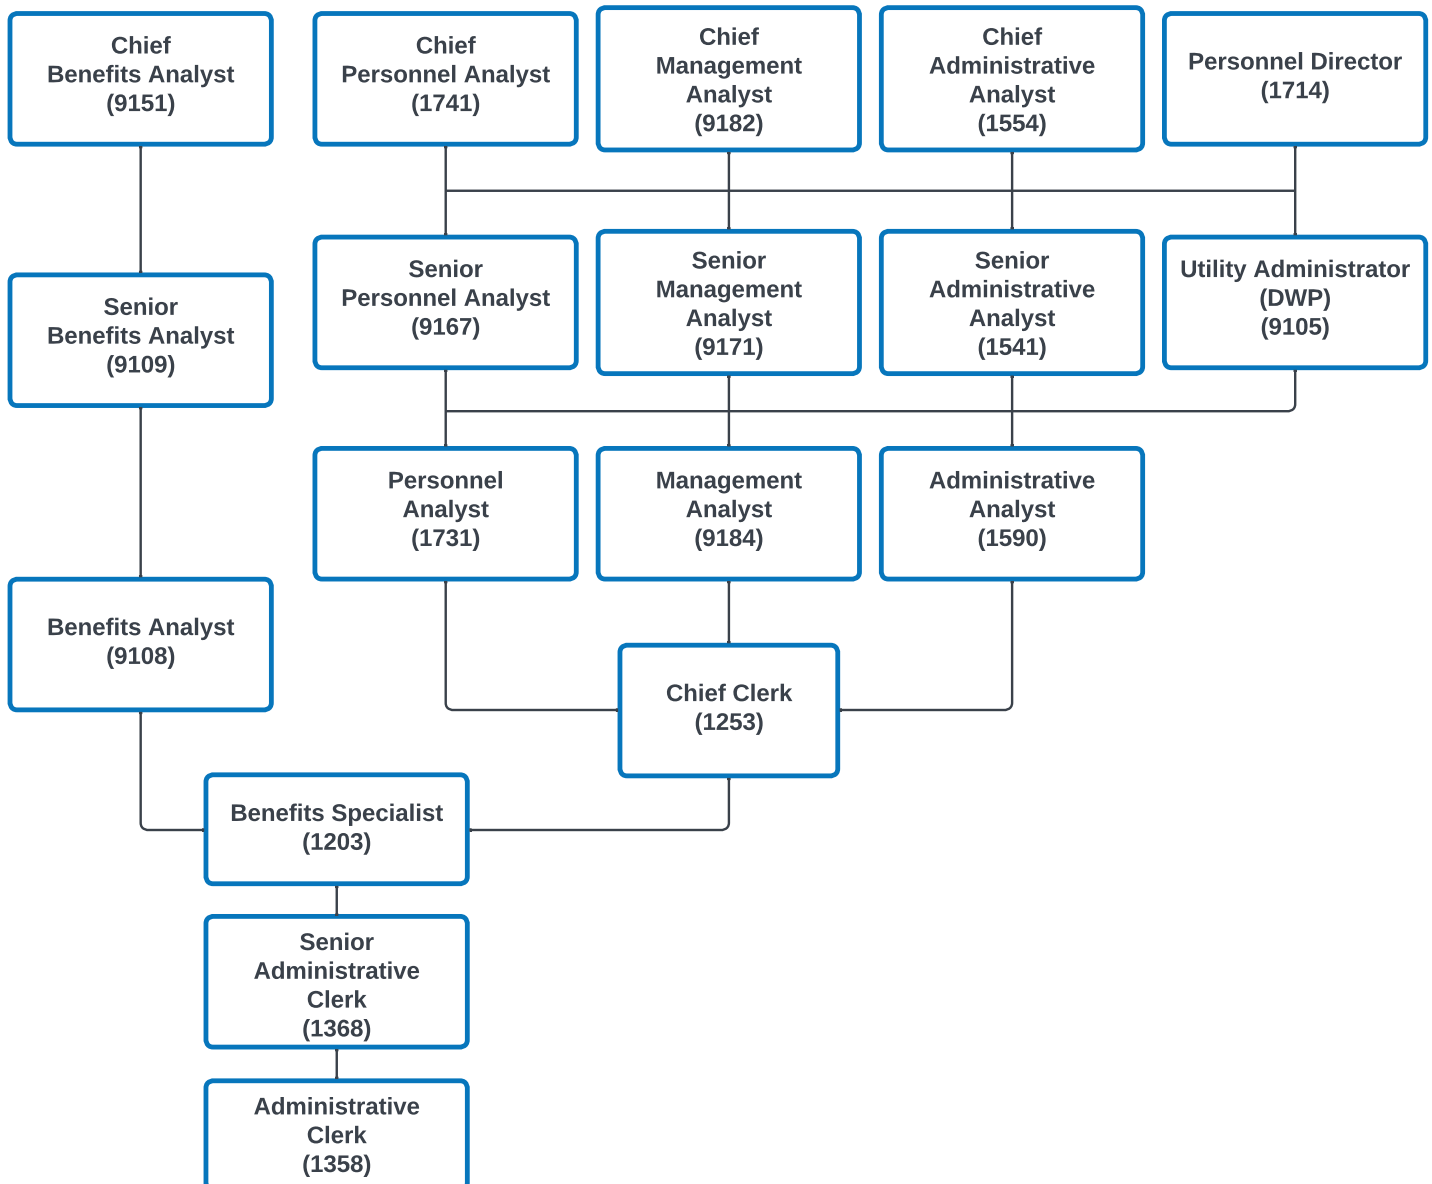 Chief
Benefits Analyst
(9151)
Chief
Personnel Analyst
(1741)
Chief
Management
Analyst
(9182)
Chief
Administrative
Analyst
(1554)
Personnel Director
(1714)
Senior
Benefits Analyst
(9109)
Senior
Personnel Analyst
(9167)
Senior
Management
Analyst
(9171)
Senior
Administrative
Analyst
(1541)
Utility Administrator
(DWP)
(9105)
Personnel
Analyst
(1731)
Management
Analyst
(9184)
Administrative
Analyst
(1590)
Benefits Analyst
(9108)
Chief Clerk
(1253)
Benefits Specialist
(1203)
Senior
Administrative
Clerk
(1368)
Administrative
Clerk
(1358)